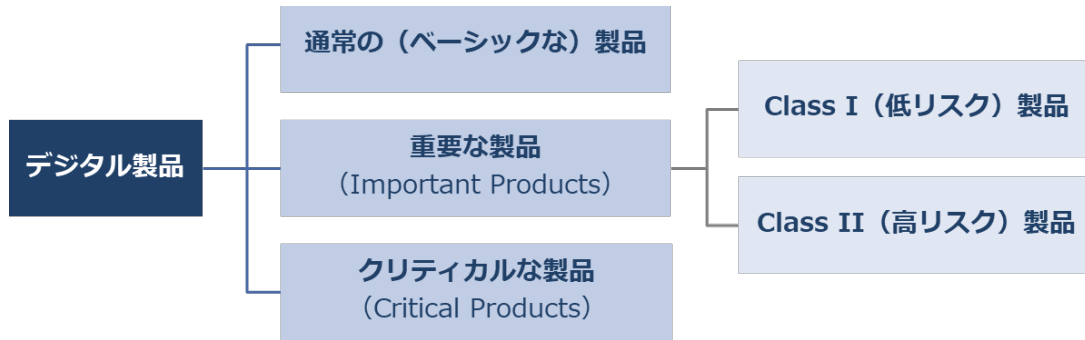 デジタル製品
通常の（ベーシックな）製品
重要な製品
（Important Products）
クリティカルな製品
（Critical Products）
Class I（低リスク）製品
Class II（高リスク）製品